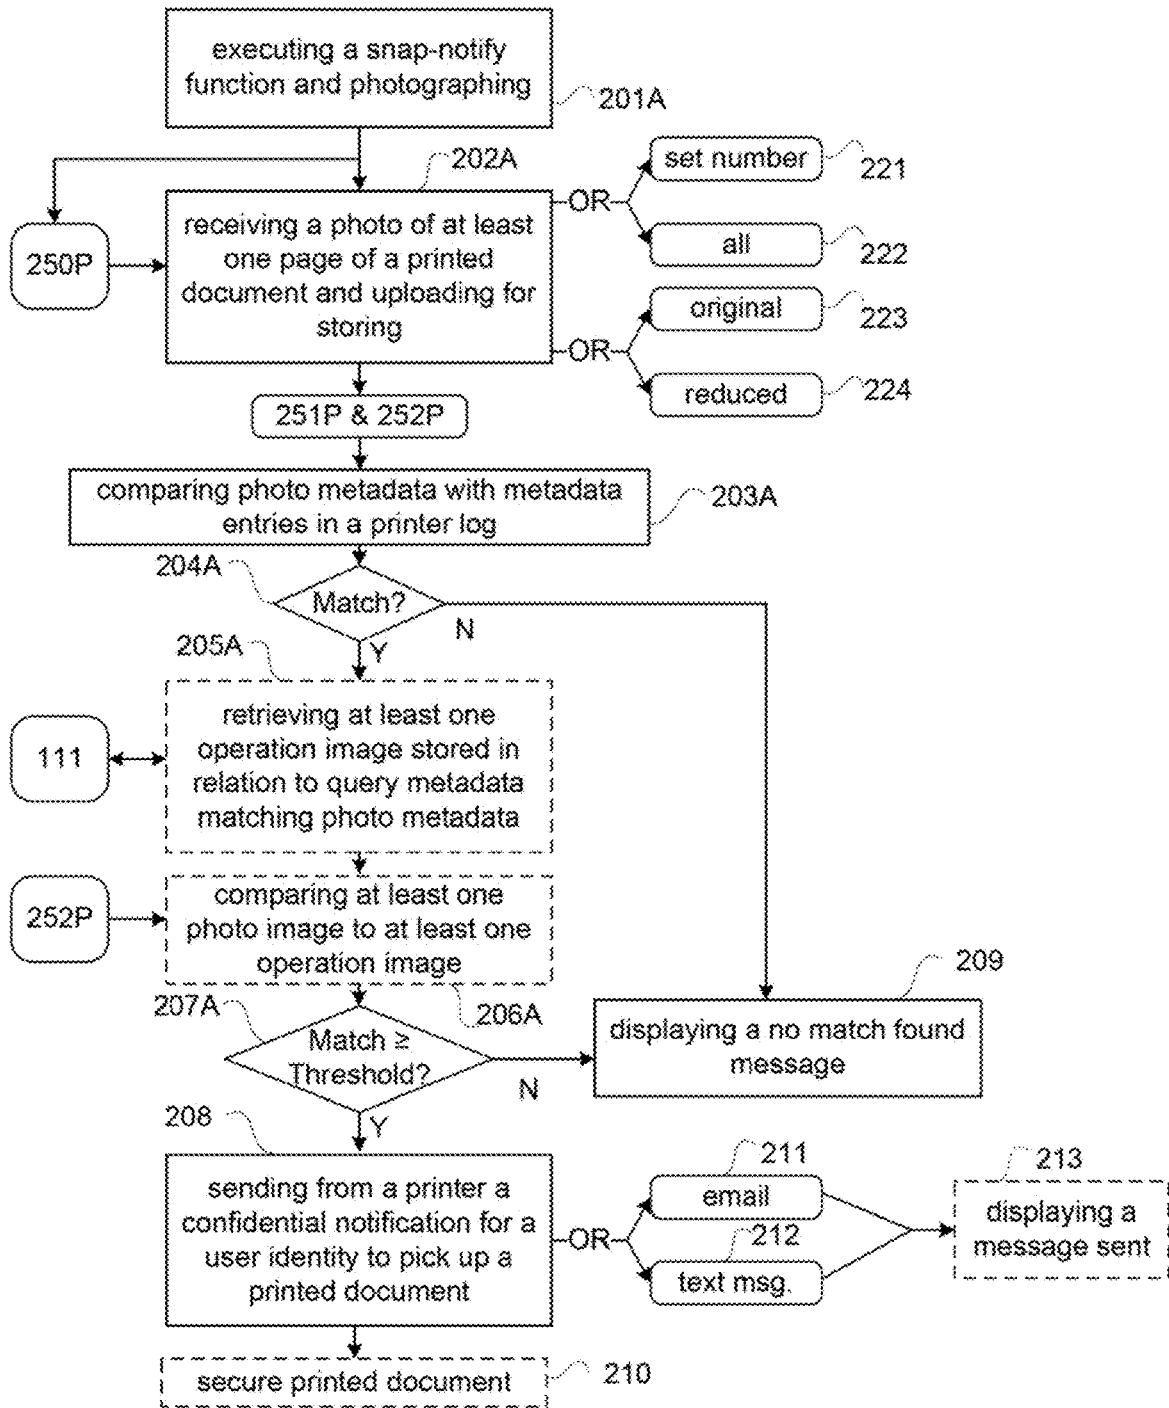 executing a snap-notify
function and photographing
201A
202A
set number
221
OR
all
222
250P
receiving a photo of at least
one page of a printed
document and uploading for
storing
original
223
OR
reduced
224
251P & 252P
comparing photo metadata with metadata
entries in a printer log
203A
204A
Match?
N
Y
205A
retrieving at least one
operation image stored in
relation to query metadata
matching photo metadata
111
252P
comparing at least one
photo image to at least one
operation image
206A
207A
Match ≥
Threshold?
N
Y
209
displaying a no match found
message
208
sending from a printer a
confidential notification for a
user identity to pick up a
printed document
OR
211
email
212
text msg.
213
displaying a
message sent
secure printed document
210